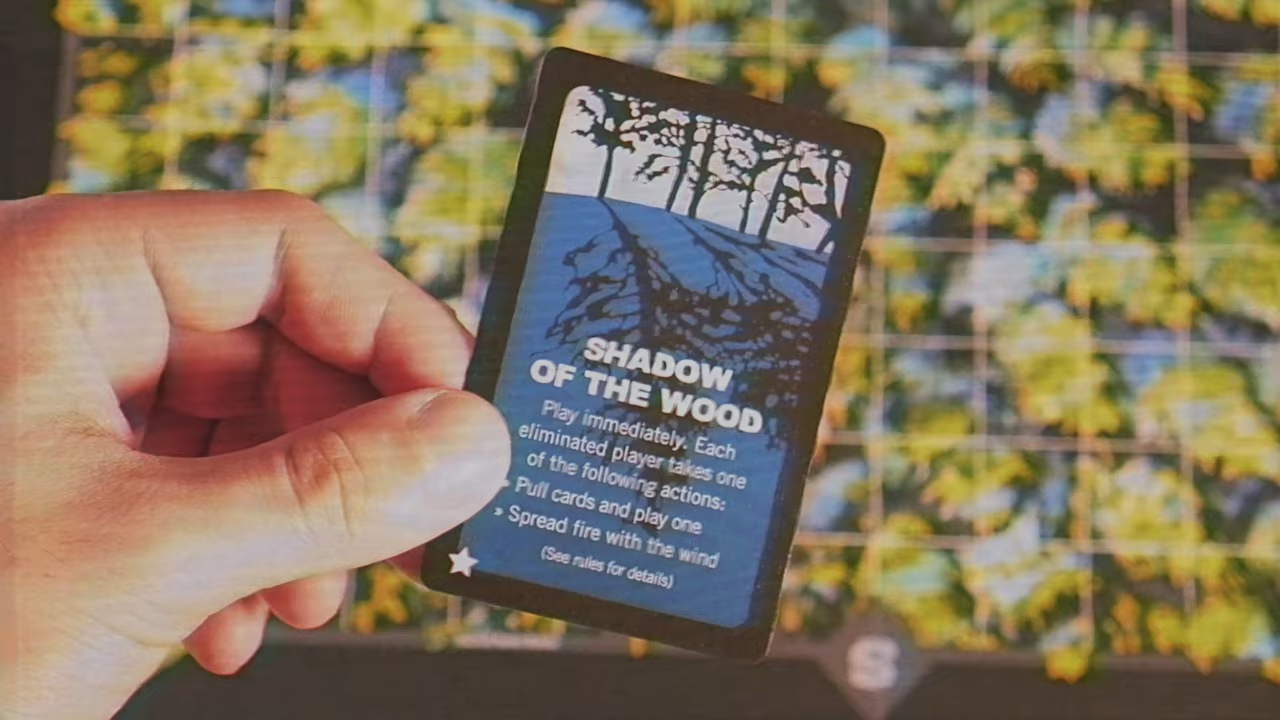 SHADOW
OF THE WOOD
Play immediately. Each
eliminated player takes one
of the following actions:
» Pull cards and play one
» Spread fire with the wind
(See rules for details)
S